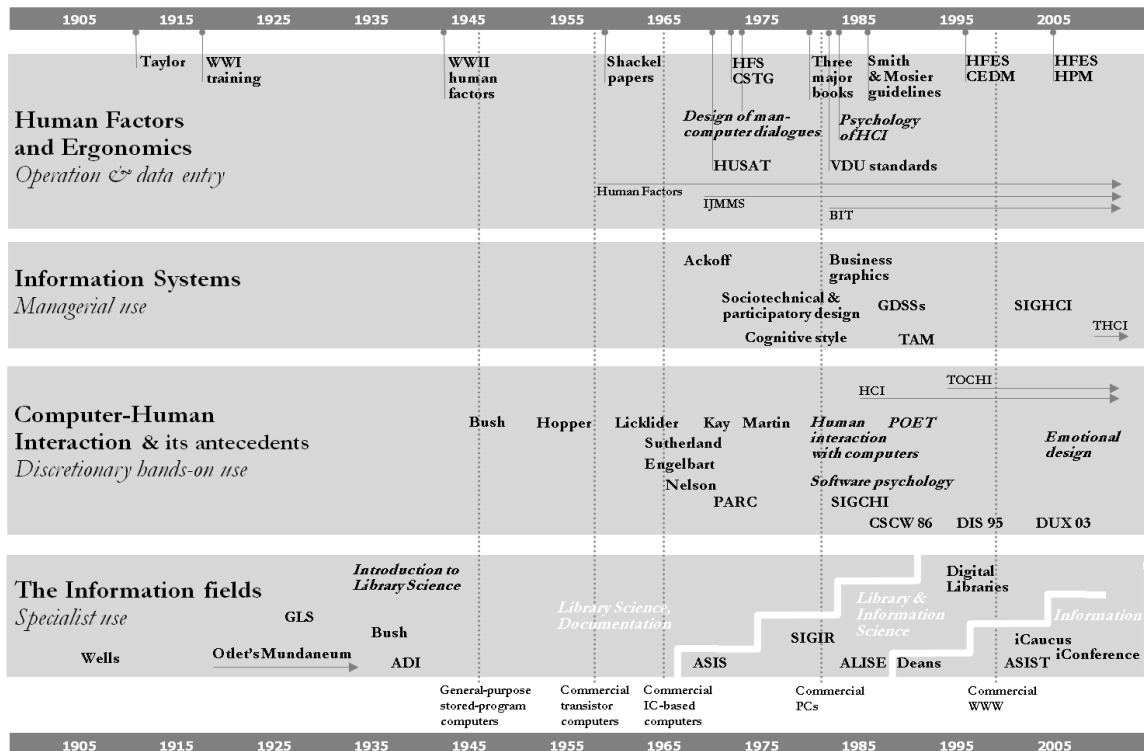 1905 1915 1925 1935 1945 1955 1965 1975 1985 1995 2005
Taylor
WWI
training
WWII
human
factors
Shackel
papers
HFS
CSTG
Three
major
books
Smith
& Mosier
guidelines
HFES
CEDM
HFES
HPM
Human Factors
and Ergonomics
Operation & data entry
Design of man-
computer dialogues
Psychology
of HCI
HUSAT
VDU standards
Human Factors
IJMMS
BIT
Information Systems
Managerial use
Ackoff
Business
graphics
Sociotechnical &
participatory design
GDSSs
SIGHCI
Cognitive style
TAM
THCI
Computer-Human
Interaction & its antecedents
Discretionary hands-on use
TOCHI
HCI
Bush
Hopper
Licklider
Kay
Martin
Human
interaction
with computers
POET
Sutherland
Engelbart
Nelson
Emotional
design
Software psychology
PARC
SIGCHI
CSCW 86
DIS 95
DUX 03
The Information fields
Specialist use
Introduction to
Library Science
GLS
Bush
Wells
Otlet's Mundaneum
ADI
Library Science,
Documentation
ASIS
SIGIR
Library &
Information
Science
Digital
Libraries
Information
ALISE
Deans
iCaucus
iConference
ASIST
General-purpose
stored-program
computers
Commercial
transistor
computers
Commercial
IC-based
computers
Commercial
PCs
Commercial
WWW
1905 1915 1925 1935 1945 1955 1965 1975 1985 1995 2005